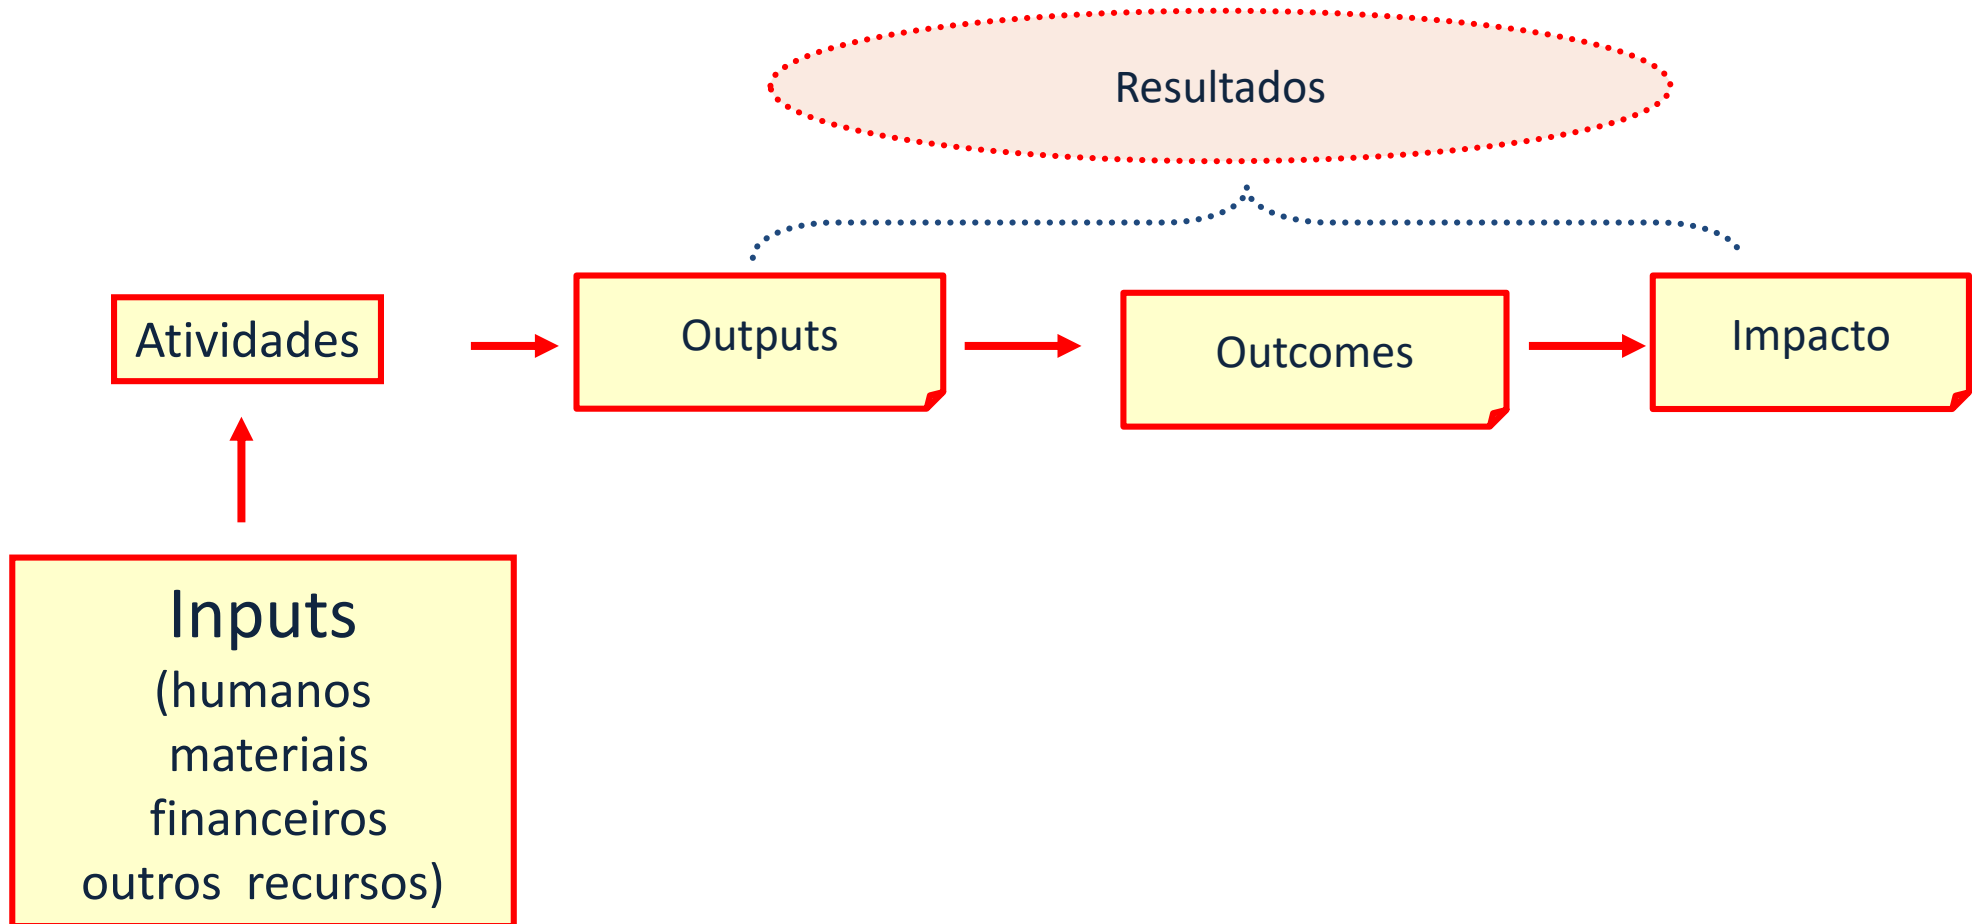 Resultados
Atividades
Outputs
Outcomes
Impacto
Inputs
(humanos
materiais
financeiros
outros recursos)